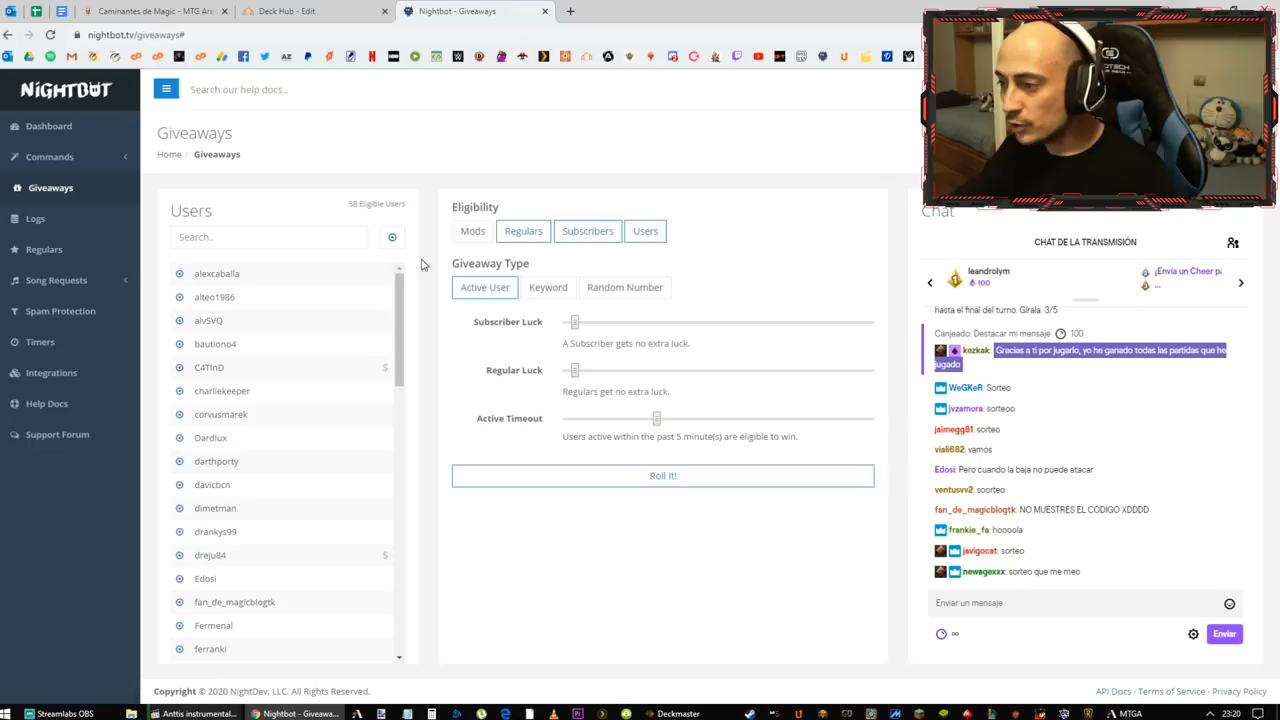 Caminantes de Magic - MTG Are
Deck Hub - Edit
Nightbot - Giveaways
nightbot.tv/giveaways#
NIGHTBOT
Search our help docs..
Dashboard
Commands
Giveaways
Logs
Regulars
Song Requests
Spam Protection
Timers
Integrations
Help Docs
Support Forum
Giveaways
Home / Giveaways
Users
Eligible Users
Search..
alexcaballa
alteo1986
alvSVQ
bautiono4
C4TInD $
charliekeeper
corvusmarek
Dardlux
darthporty
davicbcn
dimetman
drankys99
dreju84 $
Edosi
fan_de_magicblogtk
Fermenal
ferranki
Eligibility
Mods Regulars Subscribers Users
Giveaway Type
Active User Keyword Random Number
Subscriber Luck
A Subscriber gets no extra luck.
Regular Luck
Regulars get no extra luck.
Active Timeout
Users active within the past 5 minute(s) are eligible to win.
Roll It!
Chat
CHAT DE LA TRANSMISIÓN
1 leandrolym
100
¡Envía un Cheer pa
...
hasta el final del turno. Gírala. 3/5
Canjeado: Destacar mi mensaje 100
kezkak: Gracias a ti por jugarlo, yo he ganado todas las partidas que he
jugado
WeGKeR: Sorteo
jvzamora: sorteoo
jaimegg81: sorteo
viali682: vamos
Edosi: Pero cuando la baja no puede atacar
ventusvv2: soorteo
fan_de_magicblogtk: NO MUESTRES EL CODIGO XDDDD
frankie_fa: hoooola
javigocat: sorteo
newagexxx: sorteo que me meo
Enviar un mensaje
∞
Enviar
Copyright © 2020 NightDev, LLC. All Rights Reserved.
API Docs - Terms of Service - Privacy Policy
Streamlabs OBS
Nightbot - Giveawa...
Deckmaster
23:20